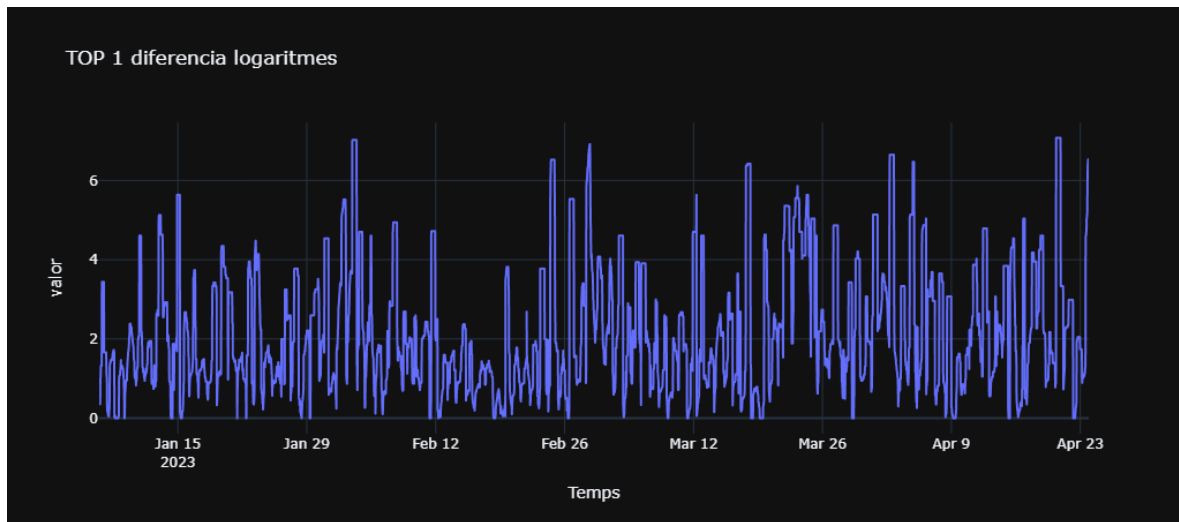 TOP 1 diferencia logaritmes
valor
6
4
2
0
Jan 15
2023
Jan 29
Feb 12
Feb 26
Mar 12
Mar 26
Apr 9
Apr 23
Temps